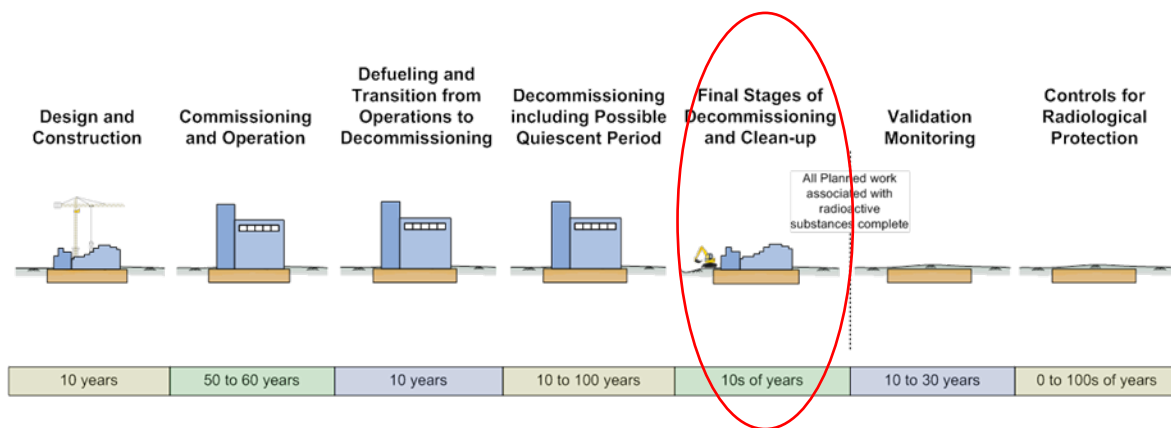 Design and
Construction
Commissioning
and Operation
Defueling and
Transition from
Operations to
Decommissioning
Decommissioning
including Possible
Quiescent Period
Final Stages of
Decommissioning
and Clean-up
Validation
Monitoring
Controls for
Radiological
Protection
All Planned work
associated with
radioactive
substances complete
10 years
50 to 60 years
10 years
10 to 100 years
10s of years
10 to 30 years
0 to 100s of years